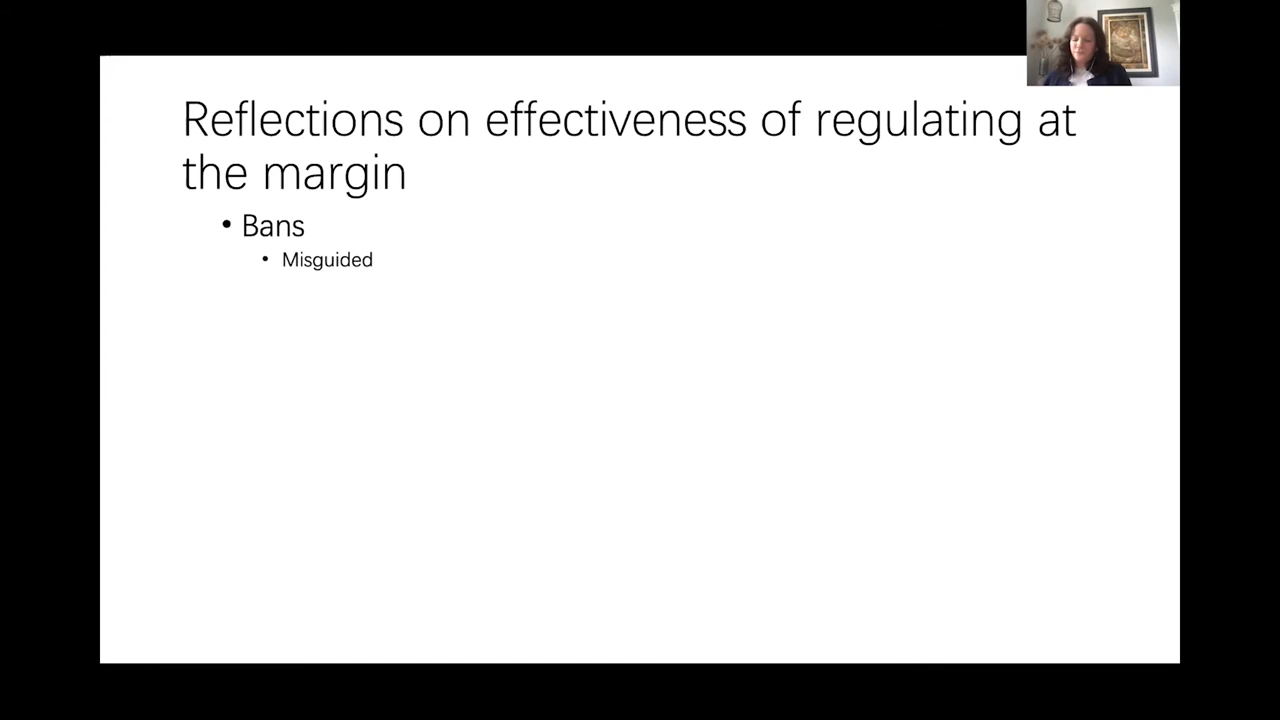 Reflections on effectiveness of regulating at
the margin
• Bans
• Misguided